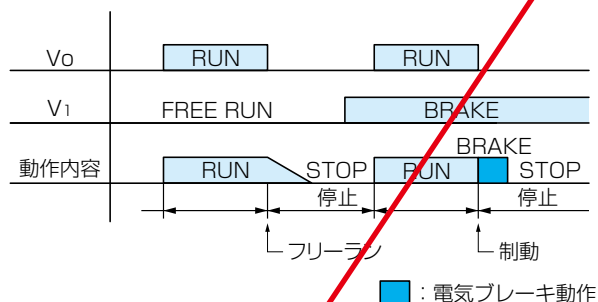 V0 RUN RUN
V1 FREE RUN BRAKE
BRAKE
動作内容 RUN STOP RUN STOP
停止 停止
フリーラン 制動
：電気ブレーキ動作